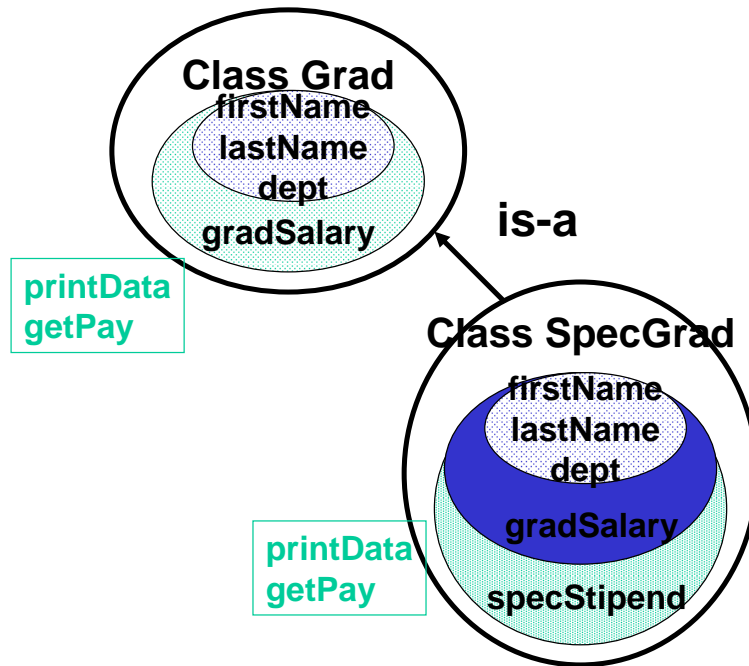 Class Grad
firstName
lastName
dept
gradSalary
is-a
printData
getPay
Class SpecGrad
firstName
lastName
dept
gradSalary
printData
getPay
specStipend